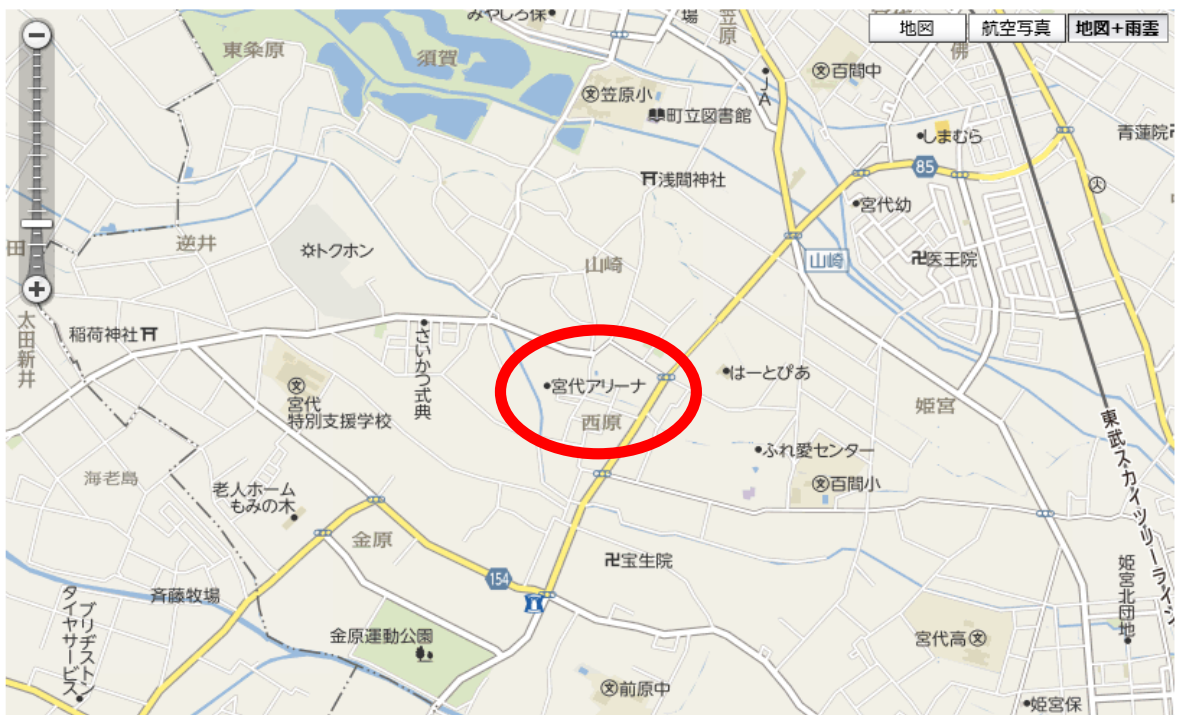 みやしろ保
場
笠原
地図
航空写真
地図+雨雲
東粂原
須賀
佛
文百間中
JA
文笠原小
町立図書館
しまむら
青蓮院
85
浅間神社
宮代幼
田
逆井
トクホン
山崎
山崎
医王院
太田新井
稲荷神社
さいかつ式典
宮代アリーナ
はーとぴあ
文
宮代
特別支援学校
西原
姫宮
東武スカイツリーライン
ふれ愛センター
海老島
老人ホーム
もみの木
文百間小
金原
宝生院
154
斉藤牧場
姫宮北団地
ブリヂストン
タイヤサービス
金原運動公園
宮代高文
文前原中
姫宮保